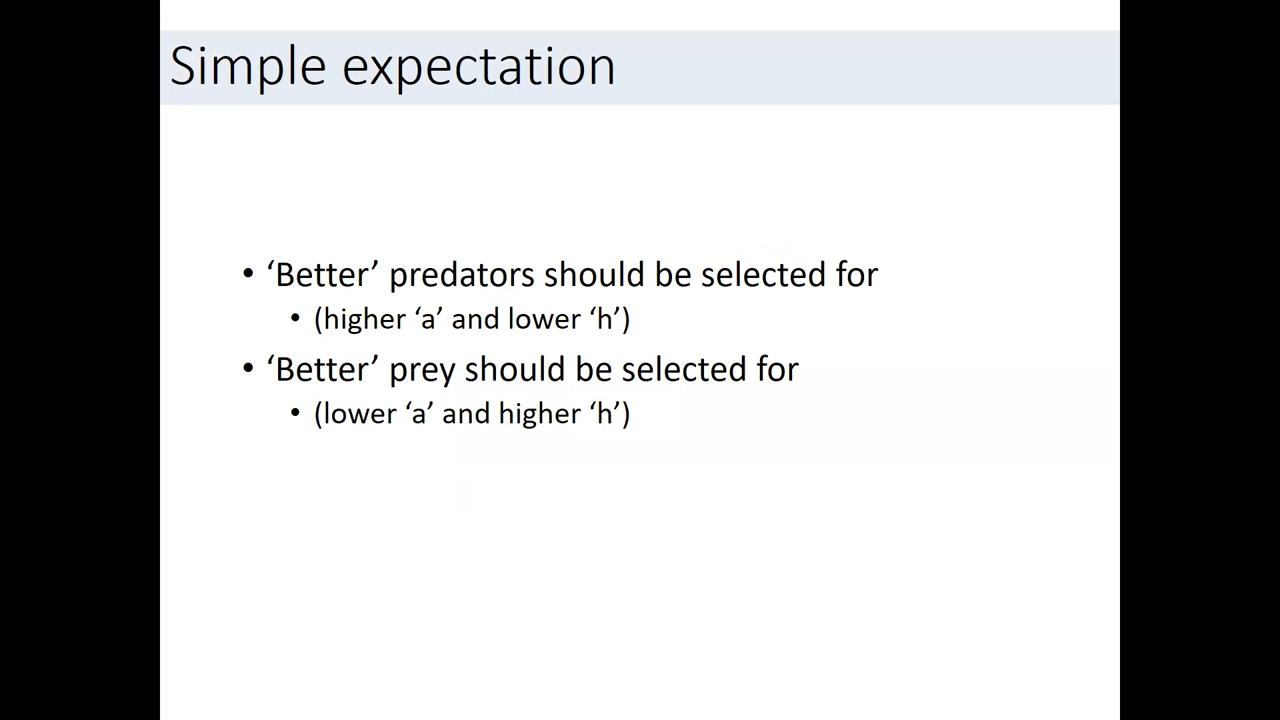 Simple expectation
• ‘Better’ predators should be selected for
• (higher ‘a’ and lower ‘h’)
• ‘Better’ prey should be selected for
• (lower ‘a’ and higher ‘h’)